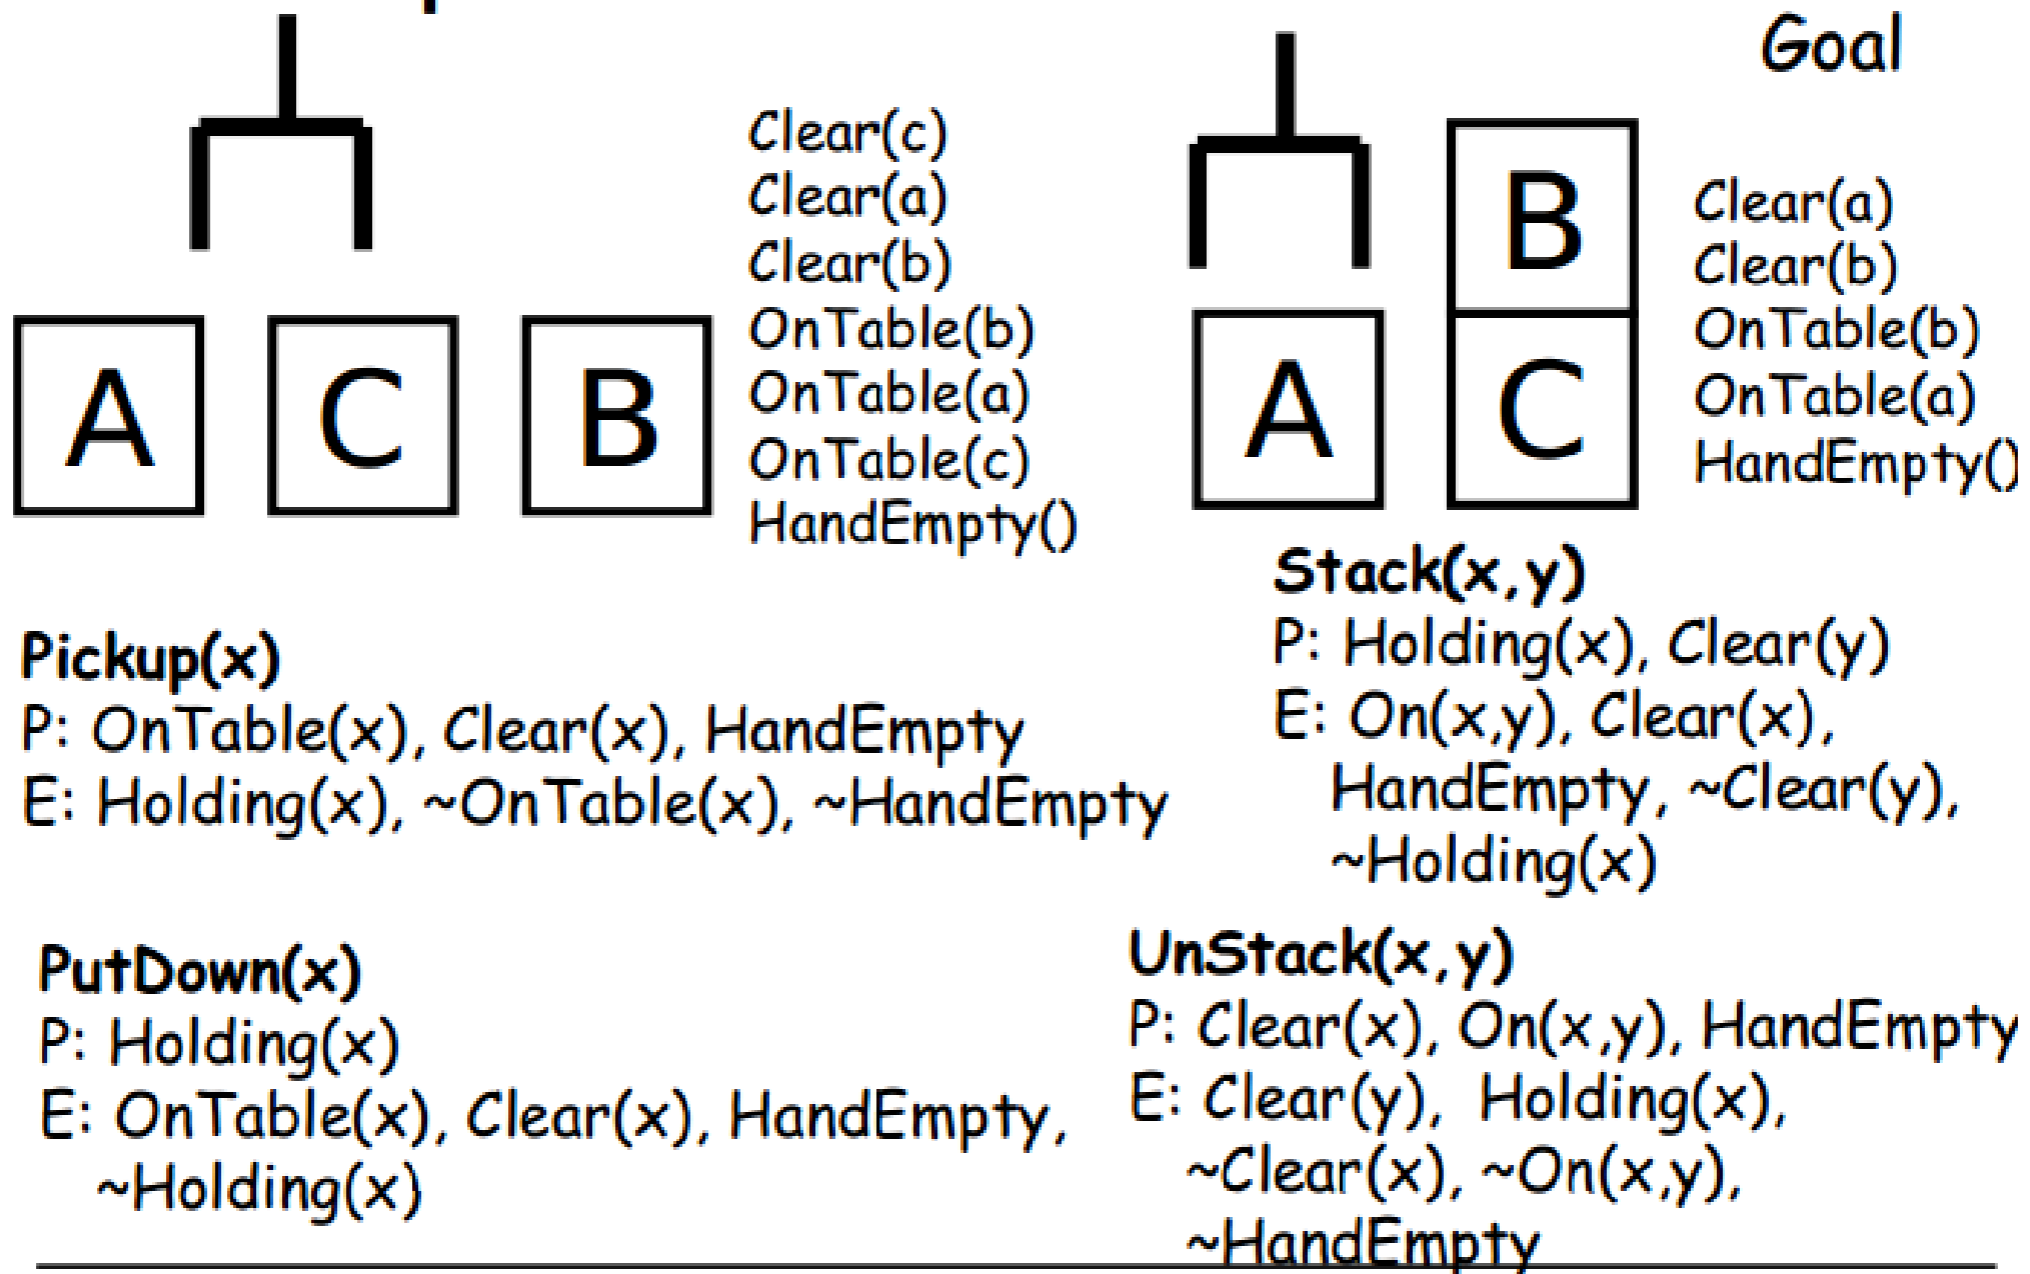 Goal
A
C
B
Clear(c)
Clear(a)
Clear(b)
OnTable(b)
OnTable(a)
OnTable(c)
HandEmpty()
B
A
C
Clear(a)
Clear(b)
OnTable(b)
OnTable(a)
HandEmpty()
Pickup(x)
P: OnTable(x), Clear(x), HandEmpty
E: Holding(x), ~OnTable(x), ~HandEmpty
Stack(x,y)
P: Holding(x), Clear(y)
E: On(x,y), Clear(x),
HandEmpty, ~Clear(y),
~Holding(x)
PutDown(x)
P: Holding(x)
E: OnTable(x), Clear(x), HandEmpty,
~Holding(x)
UnStack(x,y)
P: Clear(x), On(x,y), HandEmpty
E: Clear(y), Holding(x),
~Clear(x), ~On(x,y),
~HandEmpty